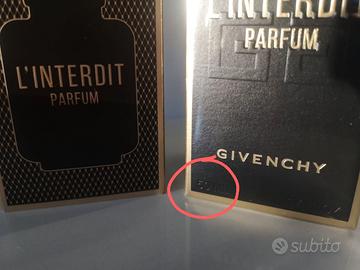 L'INTERDIT
PARFUM
L'INTERDIT
PARFUM
GIVENCHY
subito